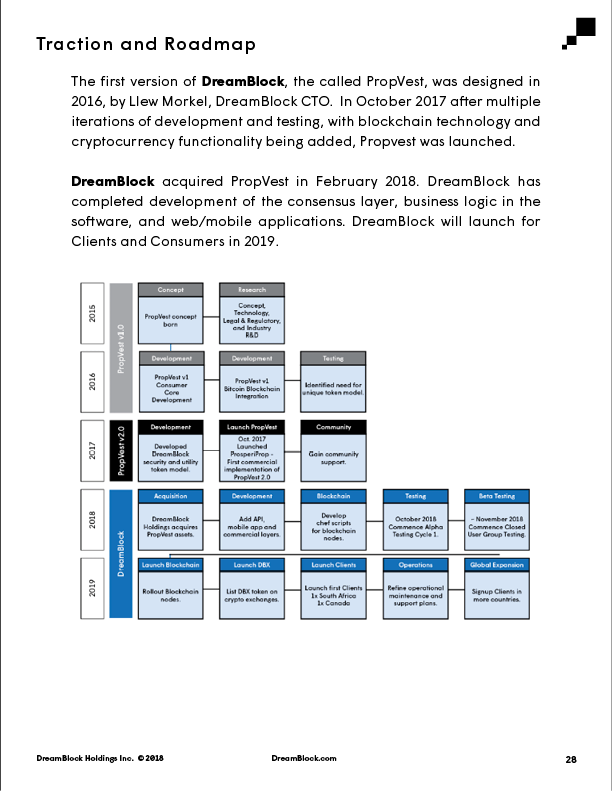 Traction and Roadmap
The first version of DreamBlock, the called PropVest, was designed in
2016, by Llew Morkel, DreamBlock CTO. In October 2017 after multiple
iterations of development and testing, with blockchain technology and
cryptocurrency functionality being added, Propvest was launched.
DreamBlock acquired PropVest in February 2018. DreamBlock has
completed development of the consensus layer, business logic in the
software, and web/mobile applications. DreamBlock will launch for
Clients and Consumers in 2019.
2015
PropVest v1.0
Concept
PropVest concept
born
Research
Concept,
Technology,
Legal & Regulatory,
and Industry
R&D
2016
Development
PropVest v1
Consumer
Core
Development
Development
PropVest v1
Bitcoin Blockchain
Integration
Testing
Identified need for
unique token model.
2017
PropVest v2.0
Development
Developed
DreamBlock
security and utility
token model.
Launch PropVest
Oct. 2017
Launched
ProsperiProp -
First commercial
implementation of
PropVest 2.0
Community
Gain community
support.
2018
DreamBlock
Acquisition
DreamBlock
Holdings acquires
PropVest assets.
Development
Add API,
mobile app and
commercial layers.
Blockchain
Develop
chef scripts
for blockchain
nodes.
Testing
October 2018
Commence Alpha
Testing Cycle 1.
Beta Testing
- November 2018
Commence Closed
User Group Testing.
2019
Launch Blockchain
Rollout Blockchain
nodes.
Launch DBX
List DBX token on
crypto exchanges.
Launch Clients
Launch first Clients
1x South Africa
1x Canada
Operations
Refine operational
maintenance and
support plans.
Global Expansion
Signup Clients in
more countries.
DreamBlock Holdings Inc. © 2018
DreamBlock.com
28